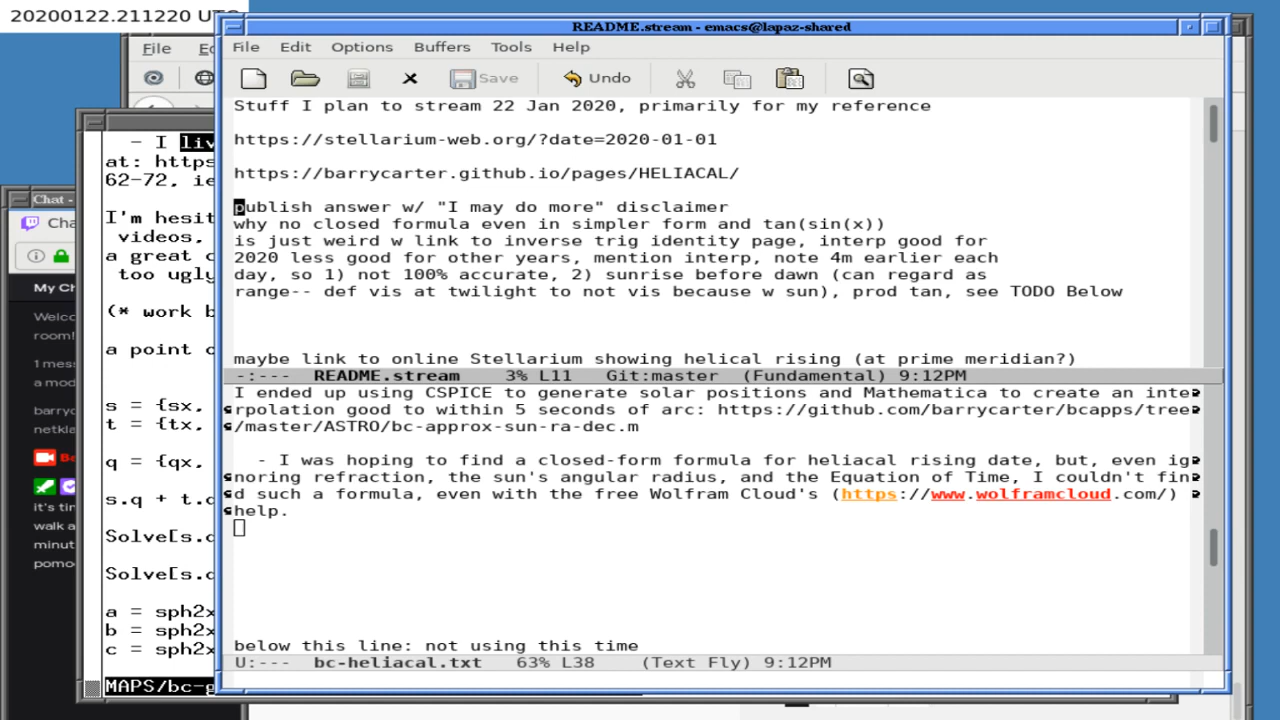 20200122.211220 UTC
README.stream - emacs@lapaz-shared
File Edit Options Buffers Tools Help
Save Undo
Stuff I plan to stream 22 Jan 2020, primarily for my reference
https://stellarium-web.org/?date=2020-01-01
https://barrycarter.github.io/pages/HELIACAL/
publish answer w/ "I may do more" disclaimer
why no closed formula even in simpler form and tan(sin(x))
is just weird w link to inverse trig identity page, interp good for
2020 less good for other years, mention interp, note 4m earlier each
day, so 1) not 100% accurate, 2) sunrise before dawn (can regard as
range-- def vis at twilight to not vis because w sun), prod tan, see TODO Below
maybe link to online Stellarium showing helical rising (at prime meridian?)
-:--- README.stream 3% L11 Git:master (Fundamental) 9:12PM
I ended up using CSPICE to generate solar positions and Mathematica to create an inte
rpolation good to within 5 seconds of arc: https://github.com/barrycarter/bcapps/tree
/master/ASTRO/bc-approx-sun-ra-dec.m
- I was hoping to find a closed-form formula for heliacal rising date, but, even ig
noring refraction, the sun's angular radius, and the Equation of Time, I couldn't fin
d such a formula, even with the free Wolfram Cloud's (https://www.wolframcloud.com/)
help.
below this line: not using this time
U:--- bc-heliacal.txt 63% L38 (Text Fly) 9:12PM
File
- I liv
at: https
62-72, ie
I'm hesit
videos,
a great c
too ugly
(* work b
a point c
s = {sx,
t = {tx,
q = {qx,
s.q + t.c
Solve[s.c
Solve[s.c
a = sph2x
b = sph2x
c = sph2x
MAPS/bc-g
Chat -
Cha
My Ch
Welco
room!
1 mess
a mod
barryc
netkla
Ba
it's tim
walk a
minut
pomo